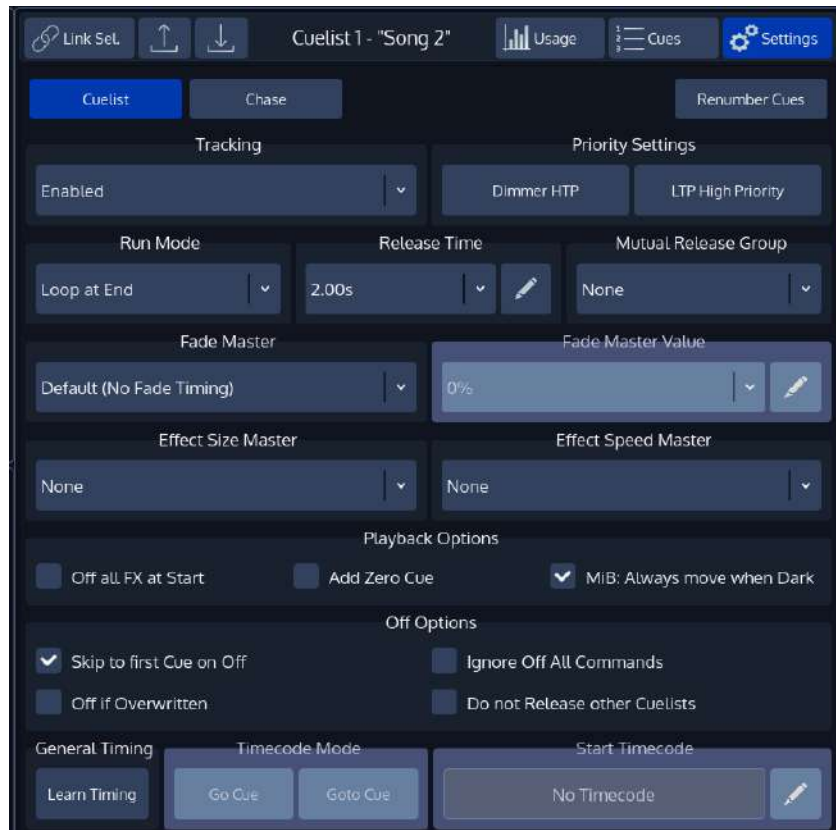 Link Sel. Cuelist 1 - "Song 2" Usage 1 2 3 Cues Settings
Cuelist Chase Renumber Cues
Tracking Priority Settings
Enabled Dimmer HTP LTP High Priority
Run Mode Release Time Mutual Release Group
Loop at End 2.00s None
Fade Master Fade Master Value
Default (No Fade Timing) 0%
Effect Size Master Effect Speed Master
None None
Playback Options
Off all FX at Start Add Zero Cue MiB: Always move when Dark
Off Options
Skip to first Cue on Off Ignore Off All Commands
Off if Overwritten Do not Release other Cuelists
General Timing Timecode Mode Start Timecode
Learn Timing Go Cue Goto Cue No Timecode